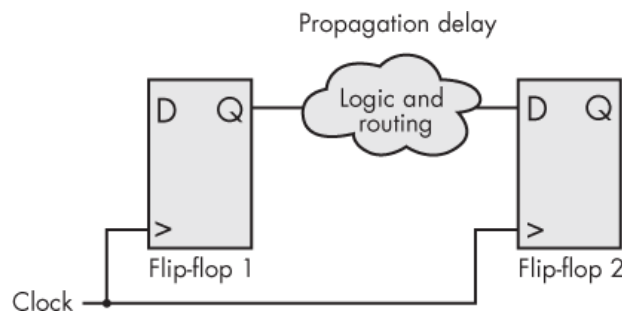 Propagation delay
Logic and
routing
D Q
D Q
>
>
Flip-flop 1
Flip-flop 2
Clock